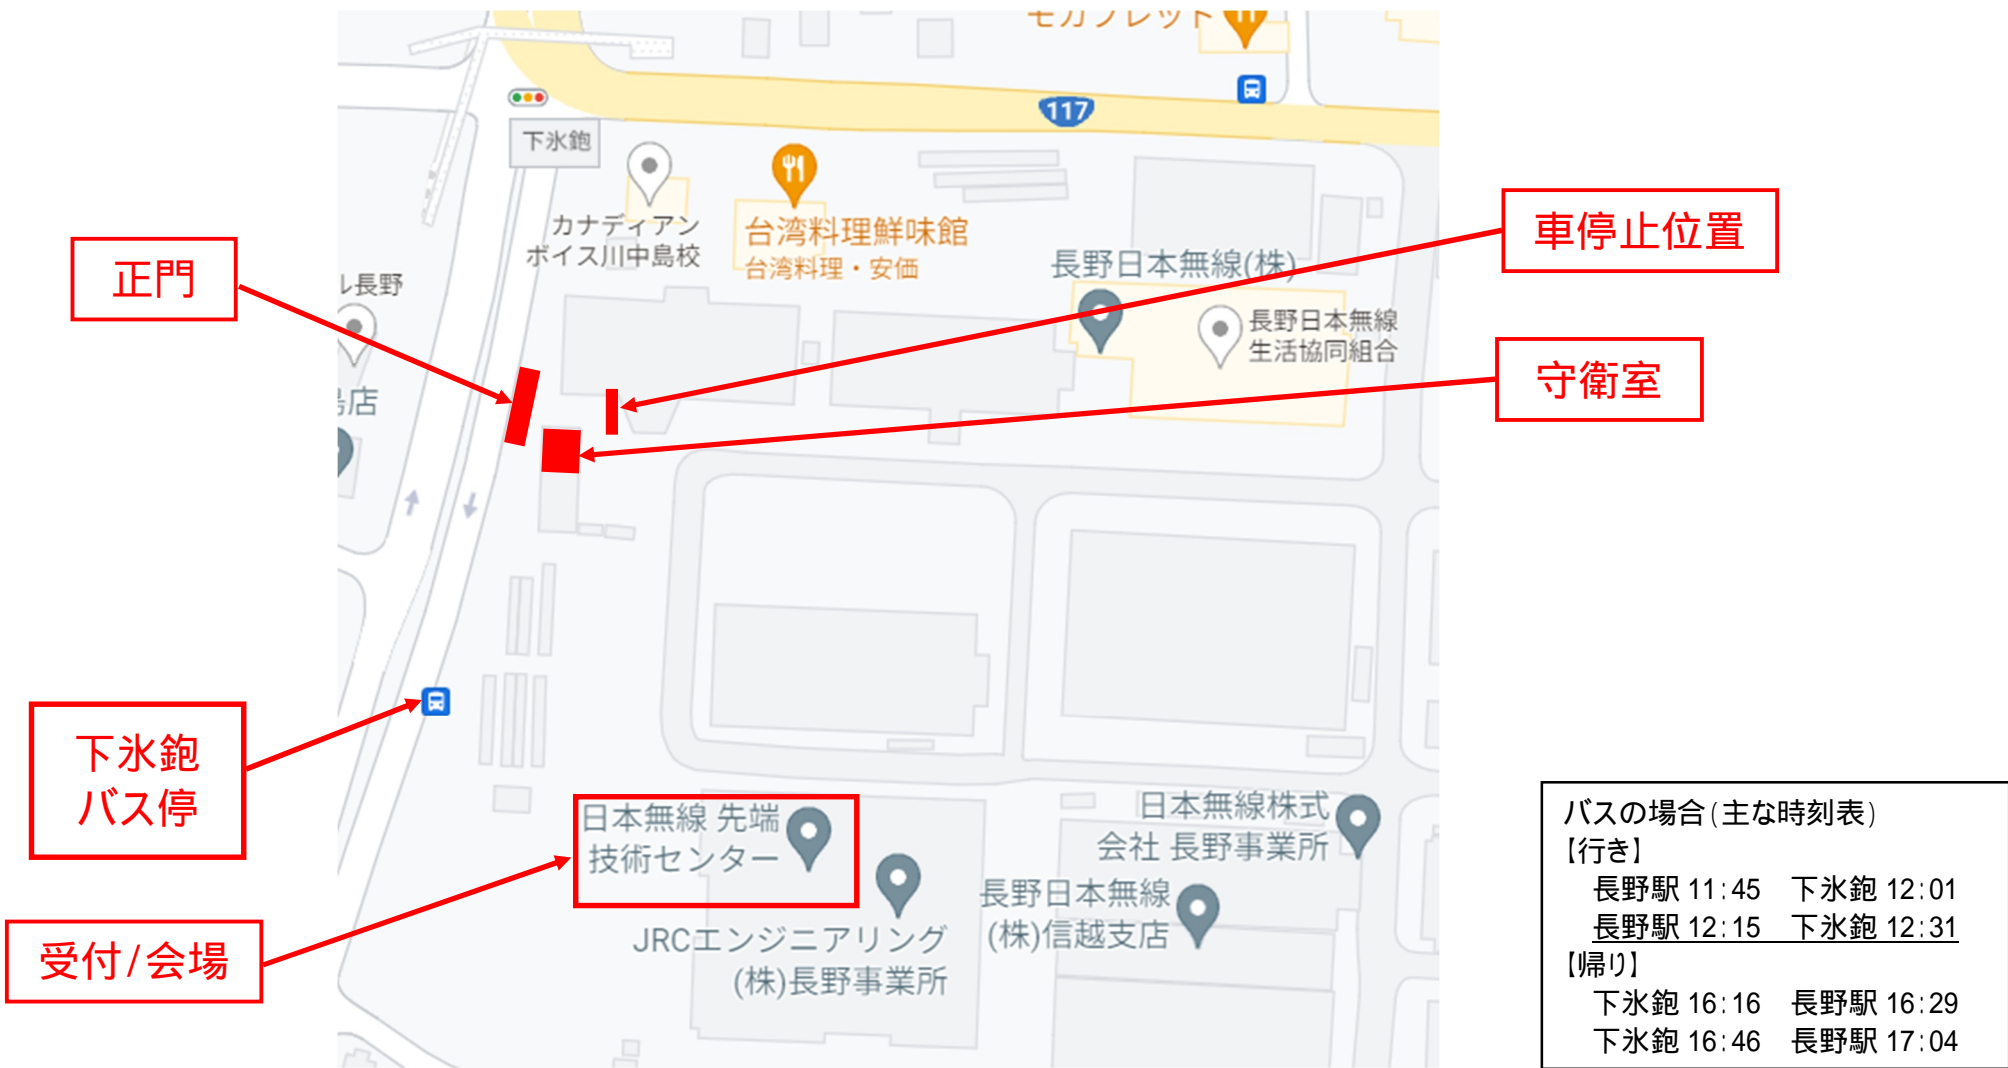 モガブレット
117
下氷鉋
カナディアン
ボイス川中島校
台湾料理鮮味館
台湾料理・安価
長野日本無線(株)
長野日本無線
生活協同組合
車停止位置
正門
ル長野
島店
守衛室
下氷鉋
バス停
日本無線 先端
技術センター
日本無線株式
会社 長野事業所
受付/会場
JRCエンジニアリング
(株)長野事業所
長野日本無線
(株)信越支店
バスの場合(主な時刻表)
【行き】
長野駅 11:45 下氷鉋 12:01
長野駅 12:15 下氷鉋 12:31
【帰り】
下氷鉋 16:16 長野駅 16:29
下氷鉋 16:46 長野駅 17:04